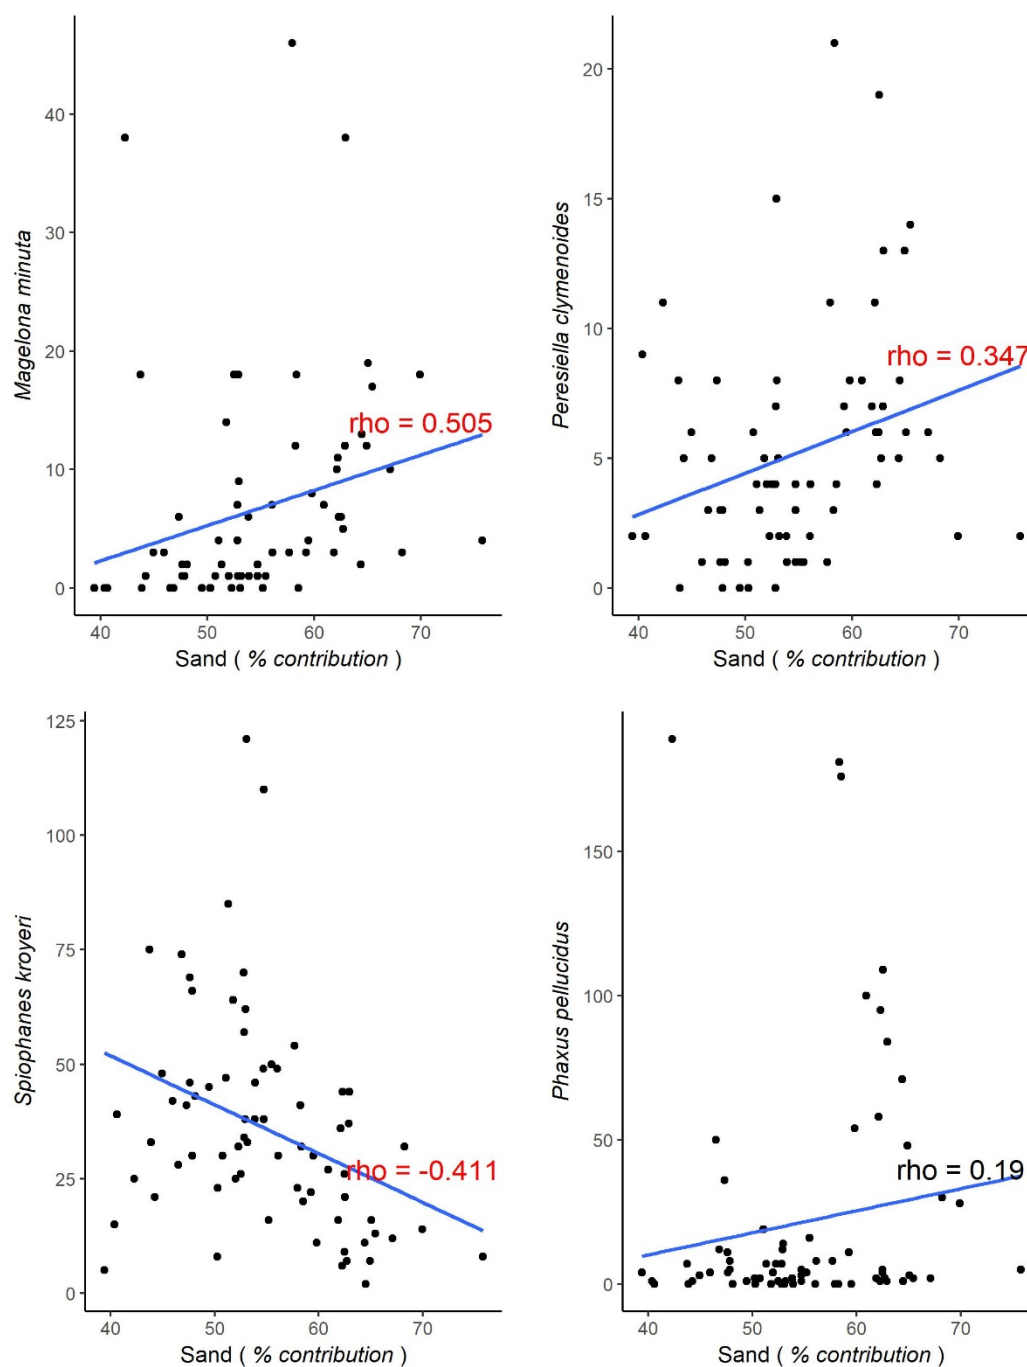 Magelona minuta
40
30
20
10
0
rho = 0.505
40 50 60 70
Sand ( % contribution )
Peresiella clymenoides
20
15
10
5
0
rho = 0.347
40 50 60 70
Sand ( % contribution )
Spiophanes kroyeri
125
100
75
50
25
0
rho = -0.411
40 50 60 70
Sand ( % contribution )
Phaxus pellucidus
150
100
50
0
rho = 0.19
40 50 60 70
Sand ( % contribution )